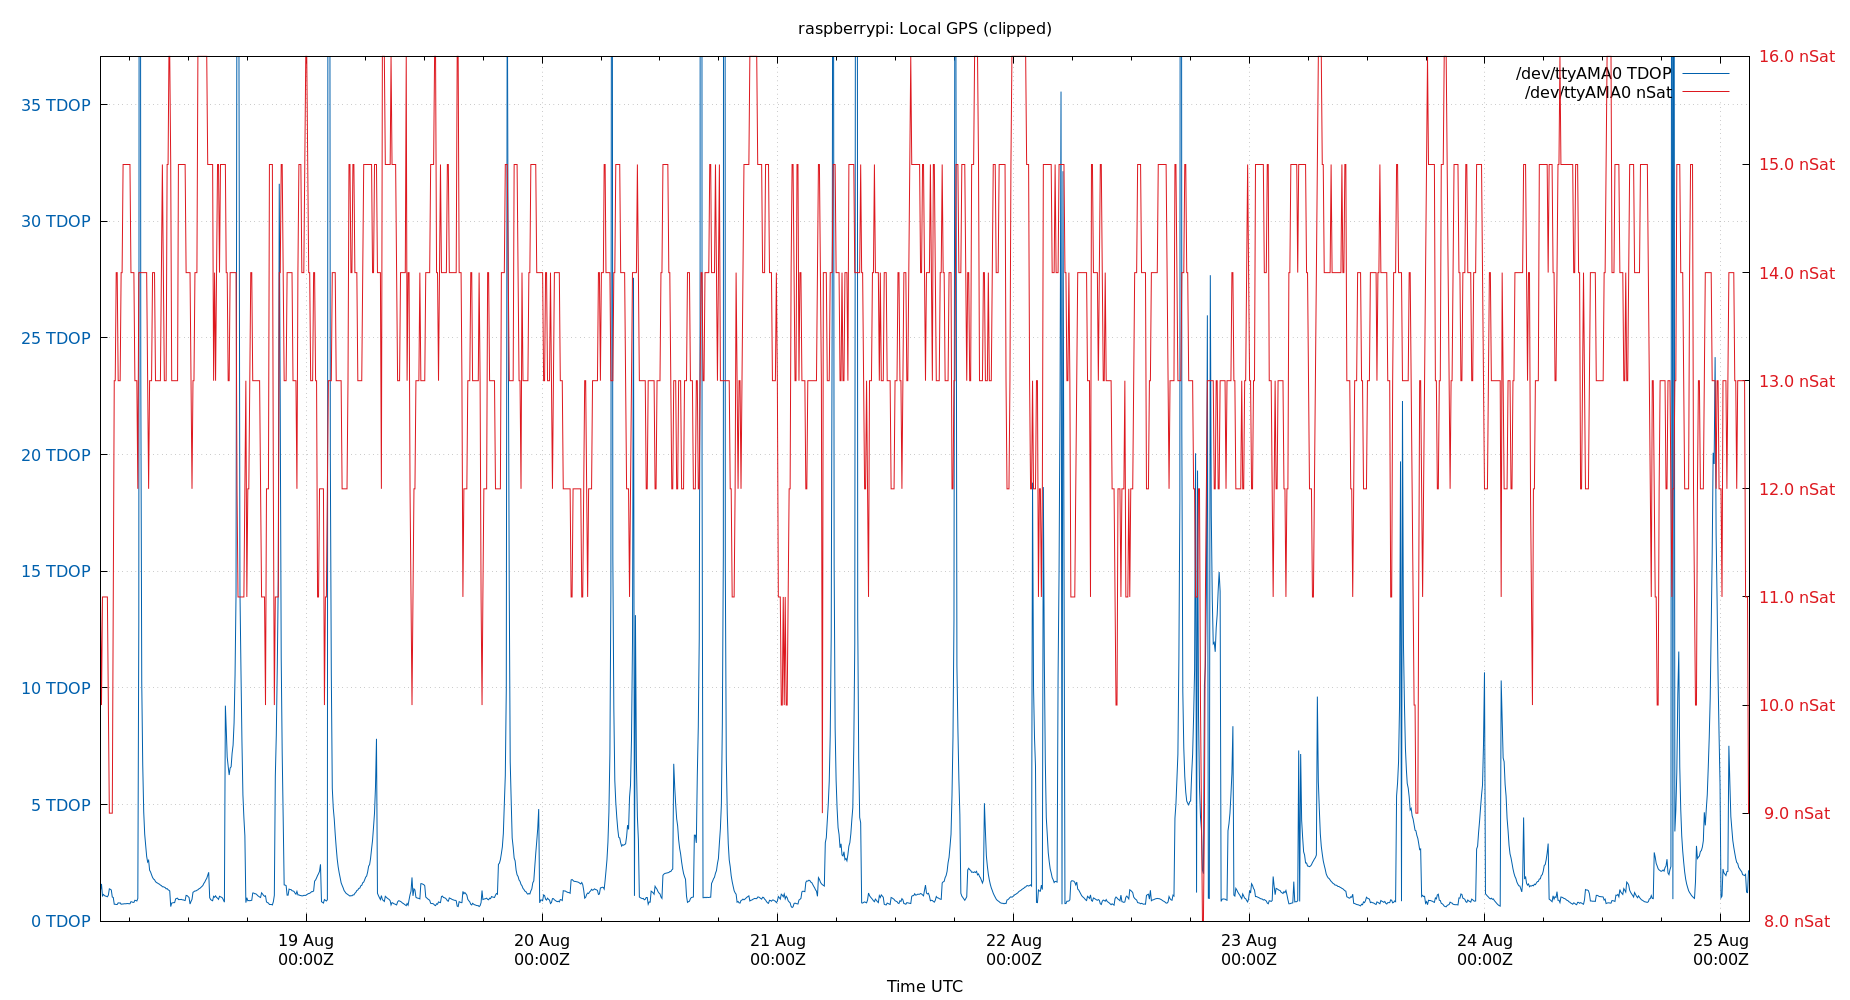 raspberrypi: Local GPS (clipped)
/dev/ttyAMA0 TDOP
/dev/ttyAMA0 nSat
35 TDOP
30 TDOP
25 TDOP
20 TDOP
15 TDOP
10 TDOP
5 TDOP
0 TDOP
16.0 nSat
15.0 nSat
14.0 nSat
13.0 nSat
12.0 nSat
11.0 nSat
10.0 nSat
9.0 nSat
8.0 nSat
19 Aug
00:00Z
20 Aug
00:00Z
21 Aug
00:00Z
22 Aug
00:00Z
23 Aug
00:00Z
24 Aug
00:00Z
25 Aug
00:00Z
Time UTC